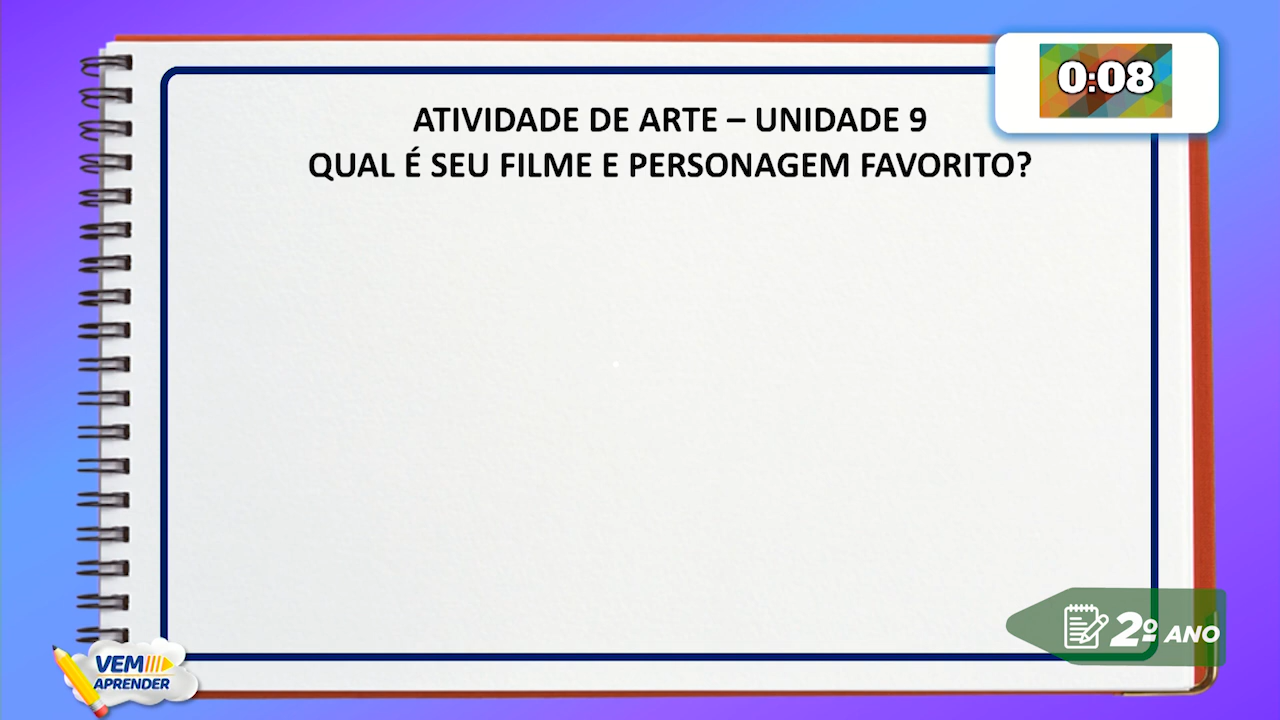 0:08
ATIVIDADE DE ARTE – UNIDADE 9
QUAL É SEU FILME E PERSONAGEM FAVORITO?
2º ANO
VEM
APRENDER